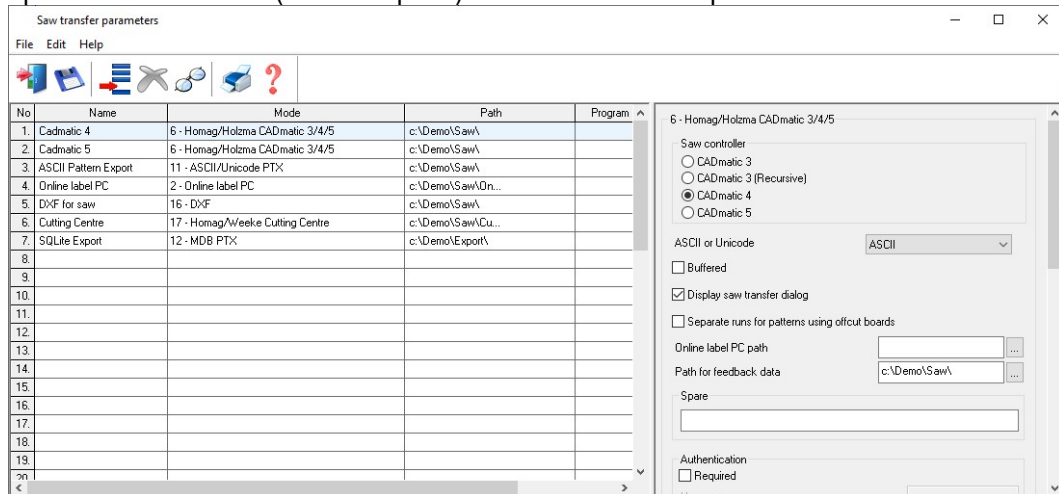 Saw transfer parameters
File Edit Help
No Name Mode Path Program
1. Cadmatic 4 6 - Homag/Holzma CADmatic 3/4/5 c:\Demo\Saw\
2. Cadmatic 5 6 - Homag/Holzma CADmatic 3/4/5 c:\Demo\Saw\
3. ASCII Pattern Export 11 - ASCII/Unicode PTX c:\Demo\Saw\
4. Online label PC 2 - Online label PC c:\Demo\Saw\On...
5. DXF for saw 16 - DXF c:\Demo\Saw\
6. Cutting Centre 17 - Homag/Weeke Cutting Centre c:\Demo\Saw\Cu...
7. SQLite Export 12 - MDB PTX c:\Demo\Export\
8.
9.
10.
11.
12.
13.
14.
15.
16.
17.
18.
19.
20
6 - Homag/Holzma CADmatic 3/4/5
Saw controller
CADmatic 3
CADmatic 3 (Recursive)
CADmatic 4
CADmatic 5
ASCII or Unicode ASCII
Buffered
Display saw transfer dialog
Separate runs for patterns using offcut boards
Online label PC path ...
Path for feedback data c:\Demo\Saw\ ...
Spare
Authentication
Required